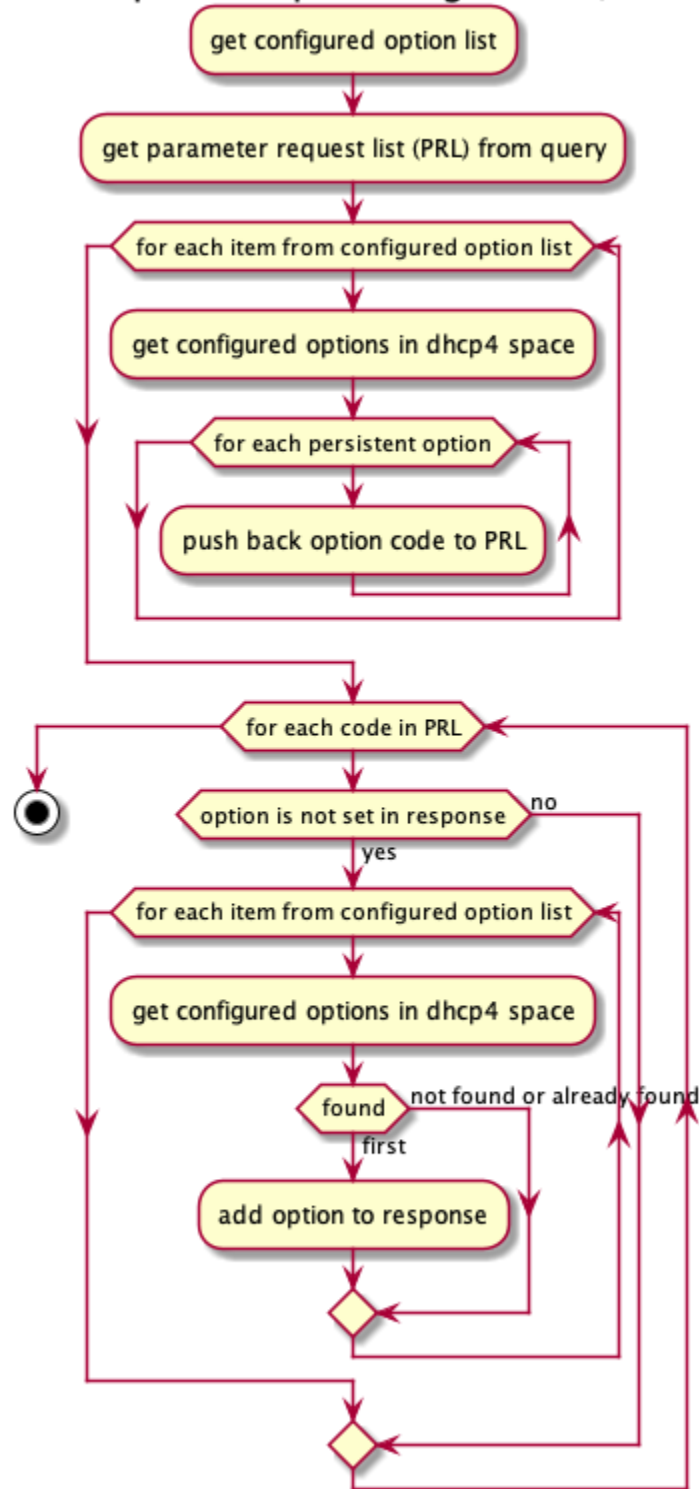 get configured option list
get parameter request list (PRL) from query
for each item from configured option list
get configured options in dhcp4 space
for each persistent option
push back option code to PRL
for each code in PRL
option is not set in response
no
yes
for each item from configured option list
get configured options in dhcp4 space
found
not found or already found
first
add option to response